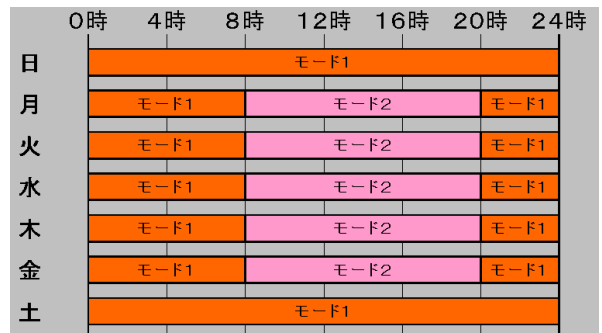 0時 4時 8時 12時 16時 20時 24時
日 モード1
月 モード1 モード2 モード1
火 モード1 モード2 モード1
水 モード1 モード2 モード1
木 モード1 モード2 モード1
金 モード1 モード2 モード1
土 モード1